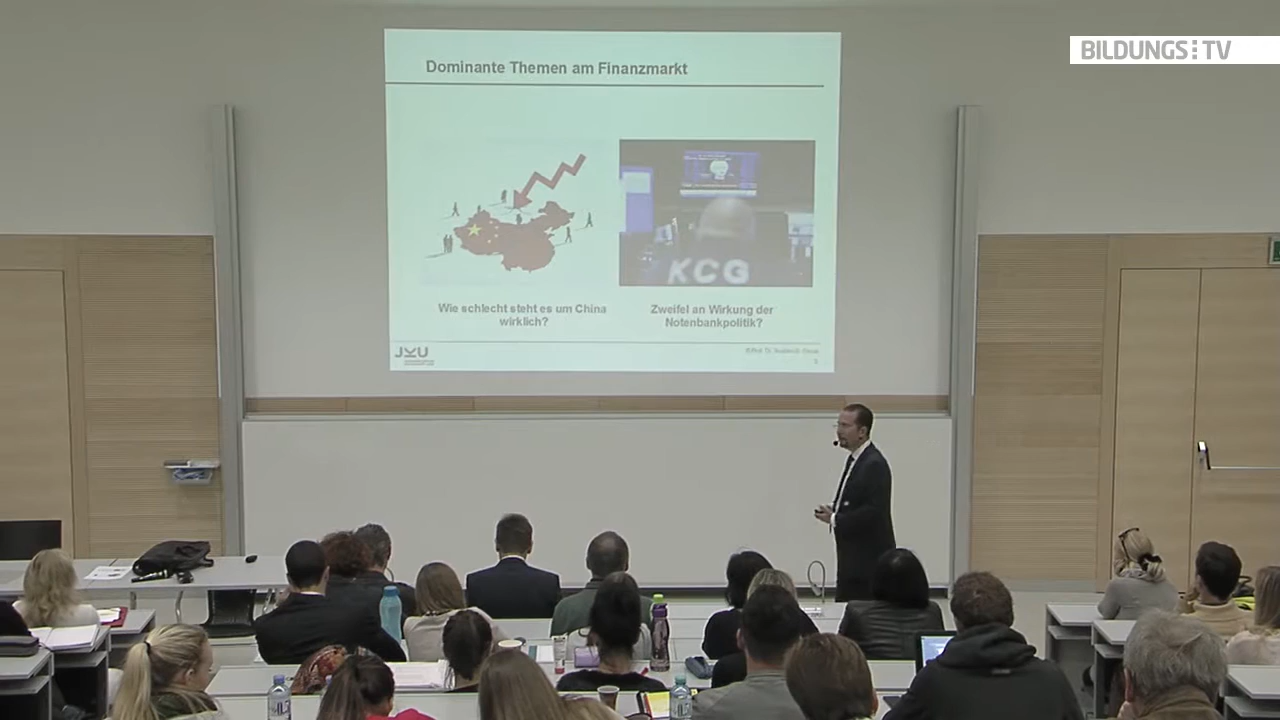 BILDUNGS TV
Dominante Themen am Finanzmarkt
KCG
Wie schlecht steht es um China
wirklich?
Zweifel an Wirkung der
Notenbankpolitik?
JKU